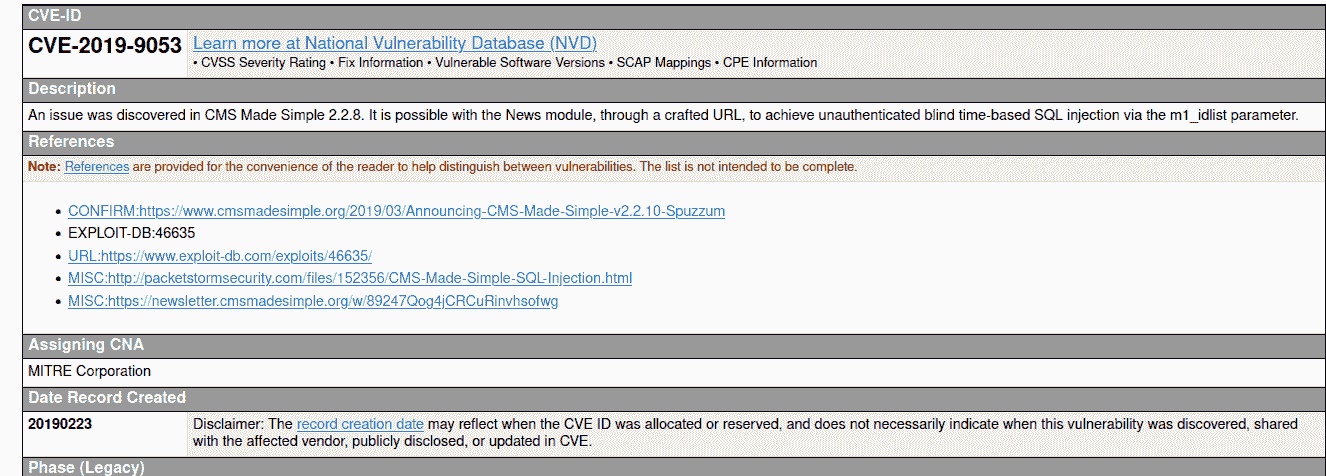 CVE-ID
CVE-2019-9053 Learn more at National Vulnerability Database (NVD)
• CVSS Severity Rating • Fix Information • Vulnerable Software Versions • SCAP Mappings • CPE Information
Description
An issue was discovered in CMS Made Simple 2.2.8. It is possible with the News module, through a crafted URL, to achieve unauthenticated blind time-based SQL injection via the m1_idlist parameter.
References
Note: References are provided for the convenience of the reader to help distinguish between vulnerabilities. The list is not intended to be complete.
• CONFIRM:https://www.cmsmadesimple.org/2019/03/Announcing-CMS-Made-Simple-v2.2.10-Spuzzum
• EXPLOIT-DB:46635
• URL:https://www.exploit-db.com/exploits/46635/
• MISC:http://packetstormsecurity.com/files/152356/CMS-Made-Simple-SQL-Injection.html
• MISC:https://newsletter.cmsmadesimple.org/w/89247Qog4jCRCuRinvhsofwg
Assigning CNA
MITRE Corporation
Date Record Created
20190223 Disclaimer: The record creation date may reflect when the CVE ID was allocated or reserved, and does not necessarily indicate when this vulnerability was discovered, shared
with the affected vendor, publicly disclosed, or updated in CVE.
Phase (Legacy)